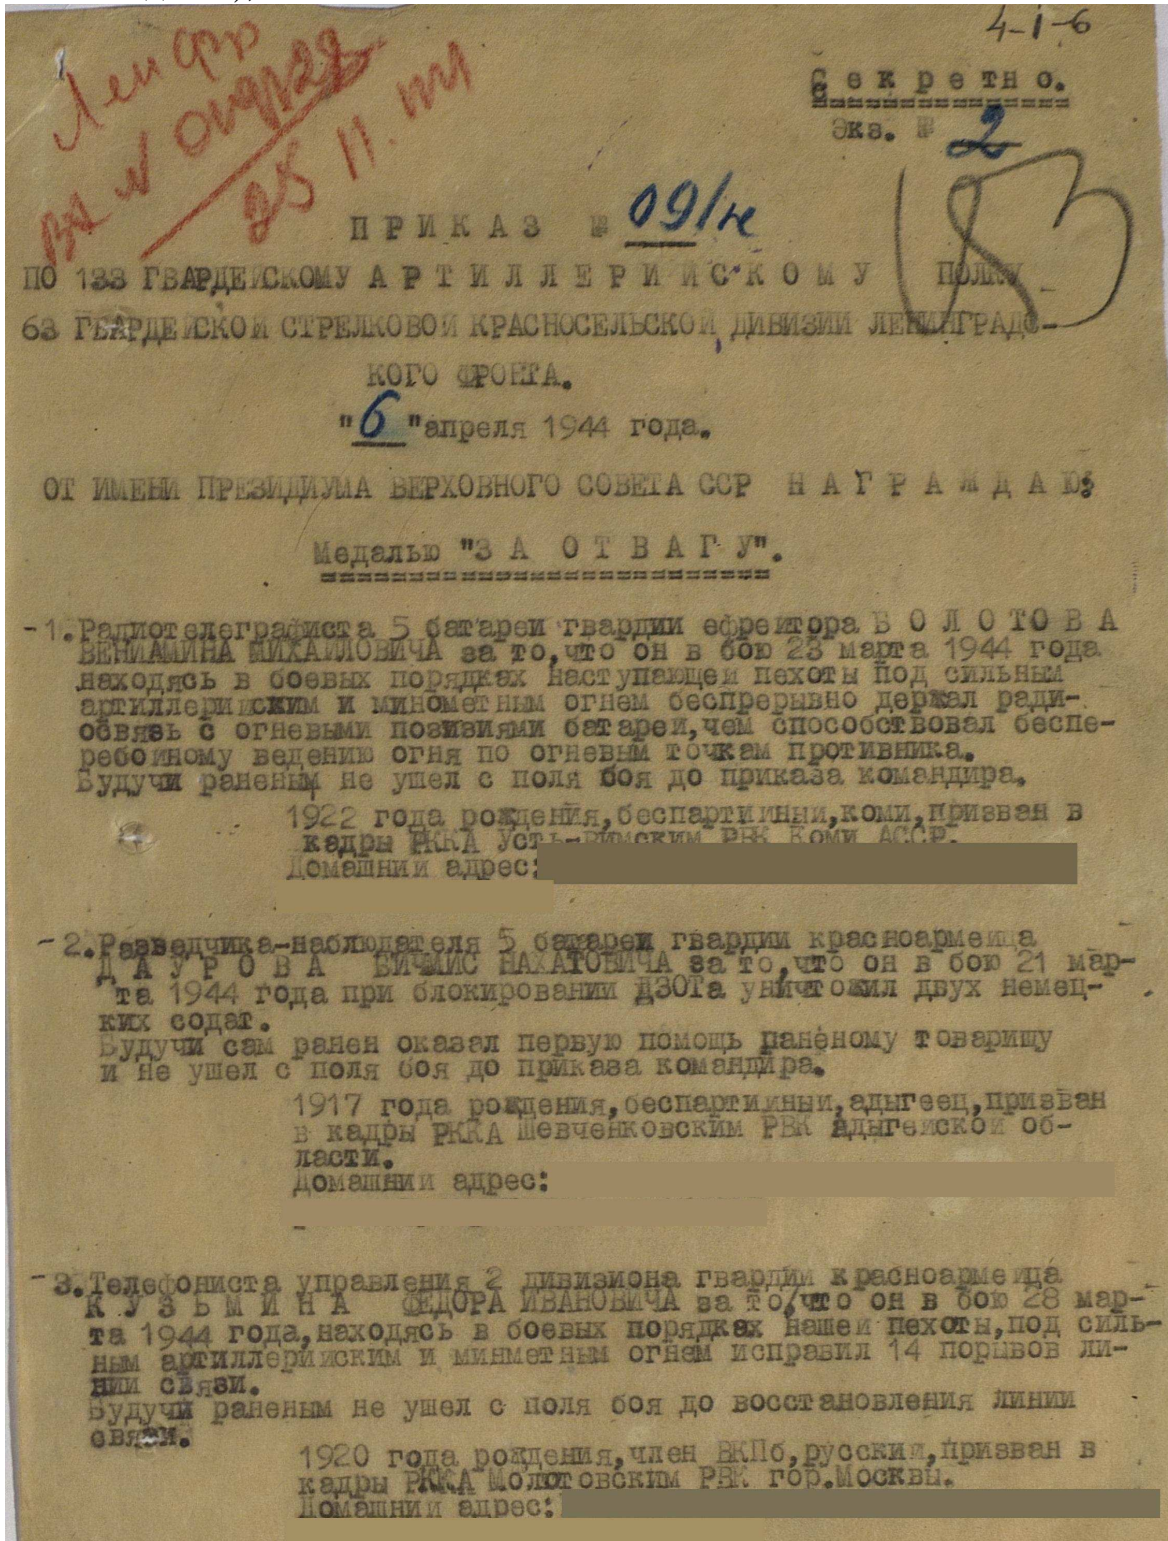 4-1-6
Секретно.
Экз. № 2
Лен фр
вх №
25 11.
ПРИКАЗ № 09/н
153
ПО 133 ГВАРДЕЙСКОМУ АРТИЛЛЕРИЙСКОМУ ПОЛКУ
63 ГВАРДЕЙСКОЙ СТРЕЛКОВОЙ КРАСНОСЕЛЬСКОЙ ДИВИЗИИ ЛЕНИНГРАДС-
КОГО ФРОНТА.
"6" апреля 1944 года.
ОТ ИМЕНИ ПРЕЗИДИУМА ВЕРХОВНОГО СОВЕТА ССР НАГРАЖДАЮ:
Медалью "ЗА ОТВАГУ".
-1. Радиотелеграфиста 5 батареи гвардии ефрейтора БОЛОТОВА
ВЕНИАМИНА МИХАЙЛОВИЧА за то, что он в бою 23 марта 1944 года
находясь в боевых порядках наступающей пехоты под сильным
артиллерийским и минометным огнем беспрерывно держал ради-
освязь с огневыми позизиями батареи, чем способствовал беспе-
ребойному ведению огня по огневым точкам противника.
Будучи раненым не ушел с поля боя до приказа командира.
1922 года рождения, беспартийный, коми, призван в
кадры РККА Усть-Вимским РВК Коми АССР.
Домашний адрес:
-2. Разведчика-наблюдателя 5 батареи гвардии красноармейца
ДАУРОВА БИЧМИС НАХАТОВИЧА за то, что он в бою 21 мар-
та 1944 года при блокировании ДЗОТа уничтожил двух немец-
ких содат.
Будучи сам ранен оказал первую помощь раненому товарищу
и не ушел с поля боя до приказа командира.
1917 года рождения, беспартийный, адыгеец, призван
в кадры РККА Шевченковским РВК Адыгейской об-
ласти.
Домашний адрес:
-3. Телефониста управления 2 дивизиона гвардии красноармейца
КУЗЬМИНА ФЕДОРА ИВАНОВИЧА за то, что он в бою 28 мар-
та 1944 года, находясь в боевых порядках нашей пехоты, под силь-
ным артиллерийским и минметным огнем исправил 14 порывов ли-
нии связи.
Будучи раненым не ушел с поля боя до восстановления линии
связи.
1920 года рождения, член ВКПб, русский, призван в
кадры РККА Молотовским РВК гор.Москвы.
Домашний адрес: